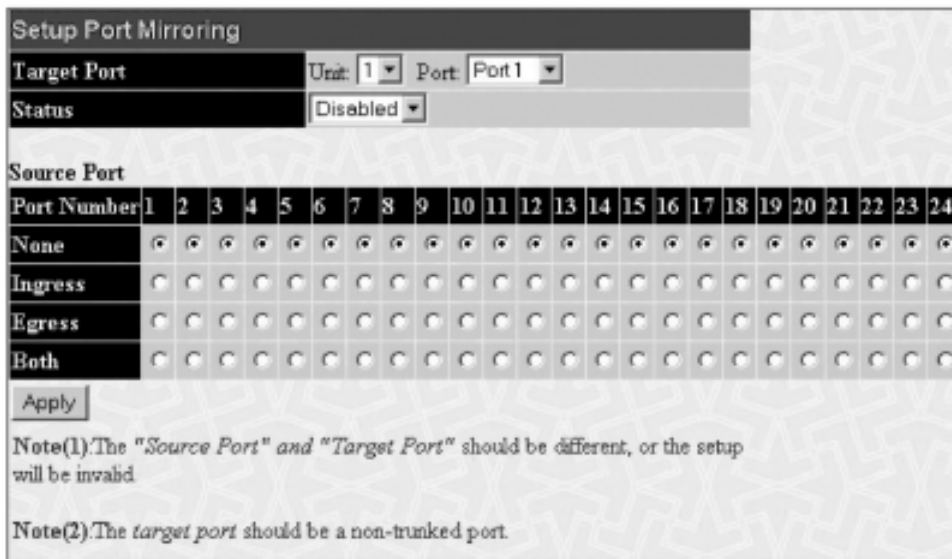 Setup Port Mirroring
Target Port Unit: 1 Port: Port1
Status Disabled
Source Port
Port Number 1 2 3 4 5 6 7 8 9 10 11 12 13 14 15 16 17 18 19 20 21 22 23 24
None
Ingress
Egress
Both
Apply
Note(1):The "Source Port" and "Target Port" should be different, or the setup
will be invalid.
Note(2):The target port should be a non-trunked port.